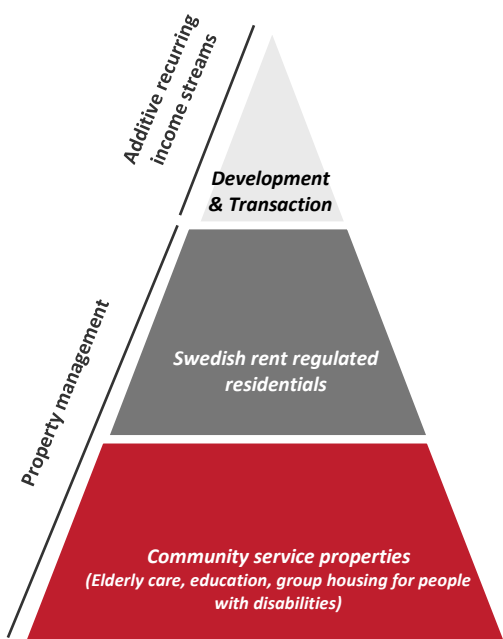 Additive recurring
income streams
Development
& Transaction
Property management
Swedish rent regulated
residentials
Community service properties
(Elderly care, education, group housing for people
with disabilities)